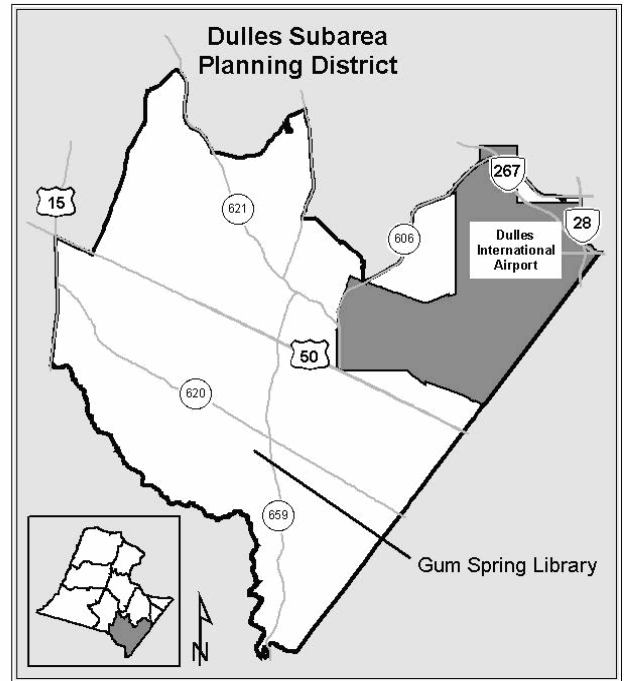 Dulles Subarea
Planning District
267
15
621
28
606
Dulles
International
Airport
50
620
659
Gum Spring Library
N